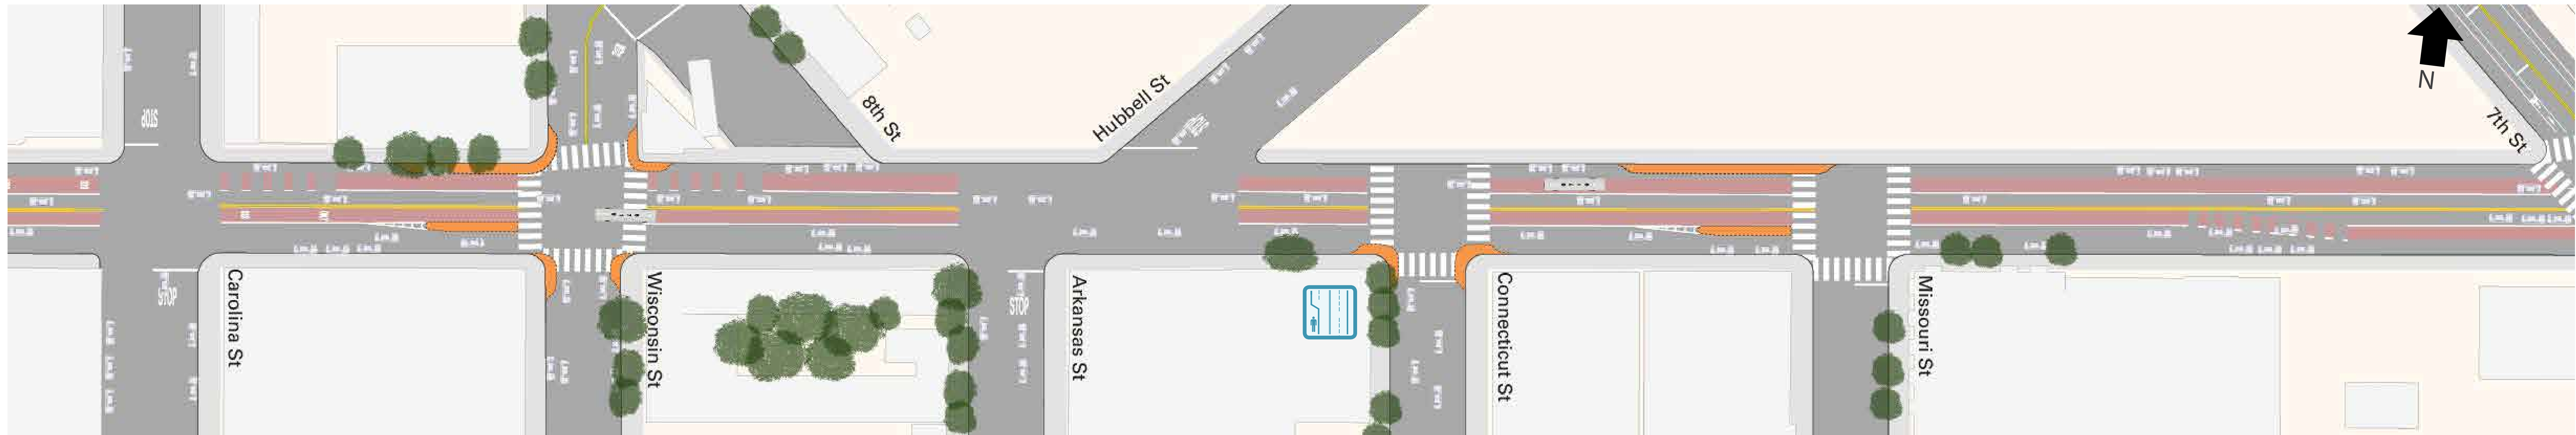 N
7th St
Hubbell St
8th St
STOP
STOP
STOP
Carolina St
Wisconsin St
Arkansas St
Connecticut St
Missouri St